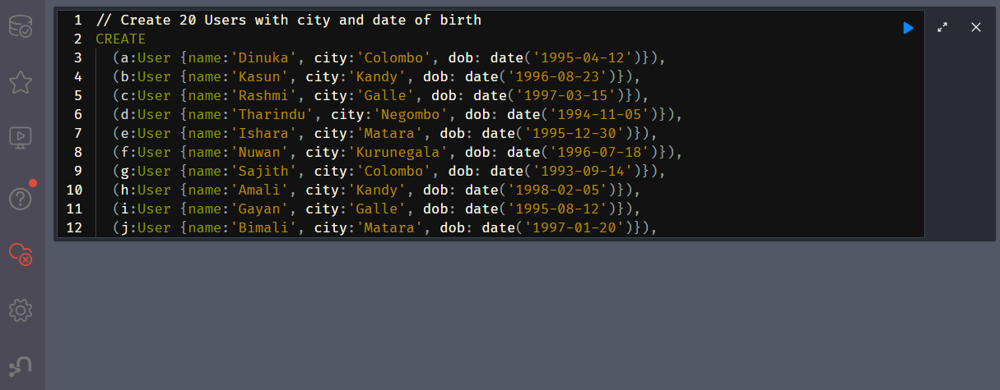 1 // Create 20 Users with city and date of birth
2 CREATE
3 (a:User {name:'Dinuka', city:'Colombo', dob: date('1995-04-12')}),
4 (b:User {name:'Kasun', city:'Kandy', dob: date('1996-08-23')}),
5 (c:User {name:'Rashmi', city:'Galle', dob: date('1997-03-15')}),
6 (d:User {name:'Tharindu', city:'Negombo', dob: date('1994-11-05')}),
7 (e:User {name:'Ishara', city:'Matara', dob: date('1995-12-30')}),
8 (f:User {name:'Nuwan', city:'Kurunegala', dob: date('1996-07-18')}),
9 (g:User {name:'Sajith', city:'Colombo', dob: date('1993-09-14')}),
10 (h:User {name:'Amali', city:'Kandy', dob: date('1998-02-05')}),
11 (i:User {name:'Gayan', city:'Galle', dob: date('1995-08-12')}),
12 (j:User {name:'Bimali', city:'Matara', dob: date('1997-01-20')}),